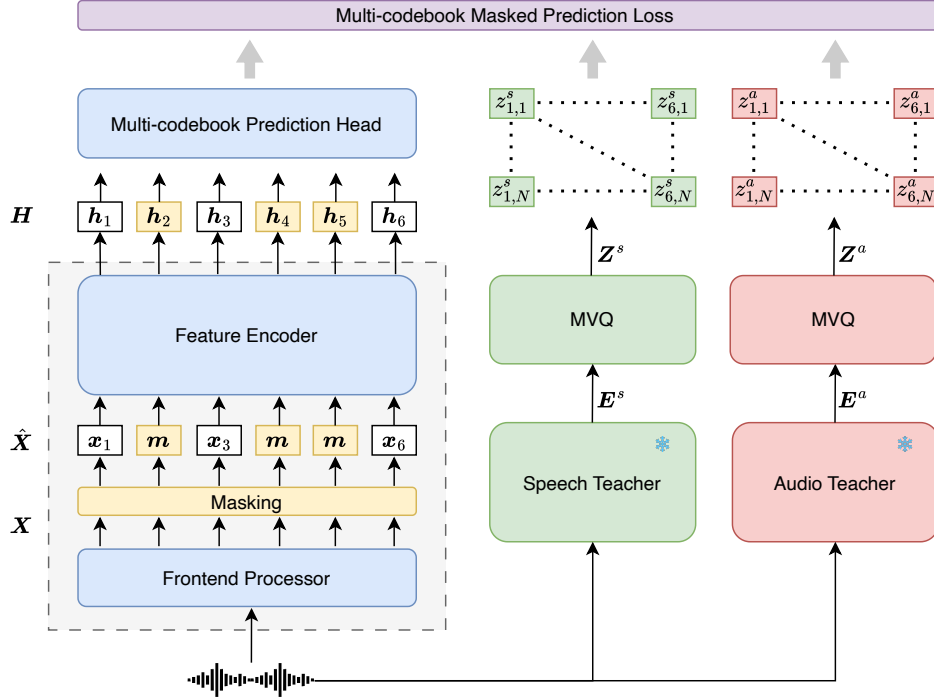 Multi-codebook Masked Prediction Loss
Multi-codebook Prediction Head
z^s_{1,1} z^s_{6,1}
z^s_{1,N} z^s_{6,N}
z^a_{1,1} z^a_{6,1}
z^a_{1,N} z^a_{6,N}
H h_1 h_2 h_3 h_4 h_5 h_6
Z^s Z^a
Feature Encoder
MVQ MVQ
E^s E^a
X̂ x_1 m x_3 m m x_6
Speech Teacher Audio Teacher
Masking
X
Frontend Processor